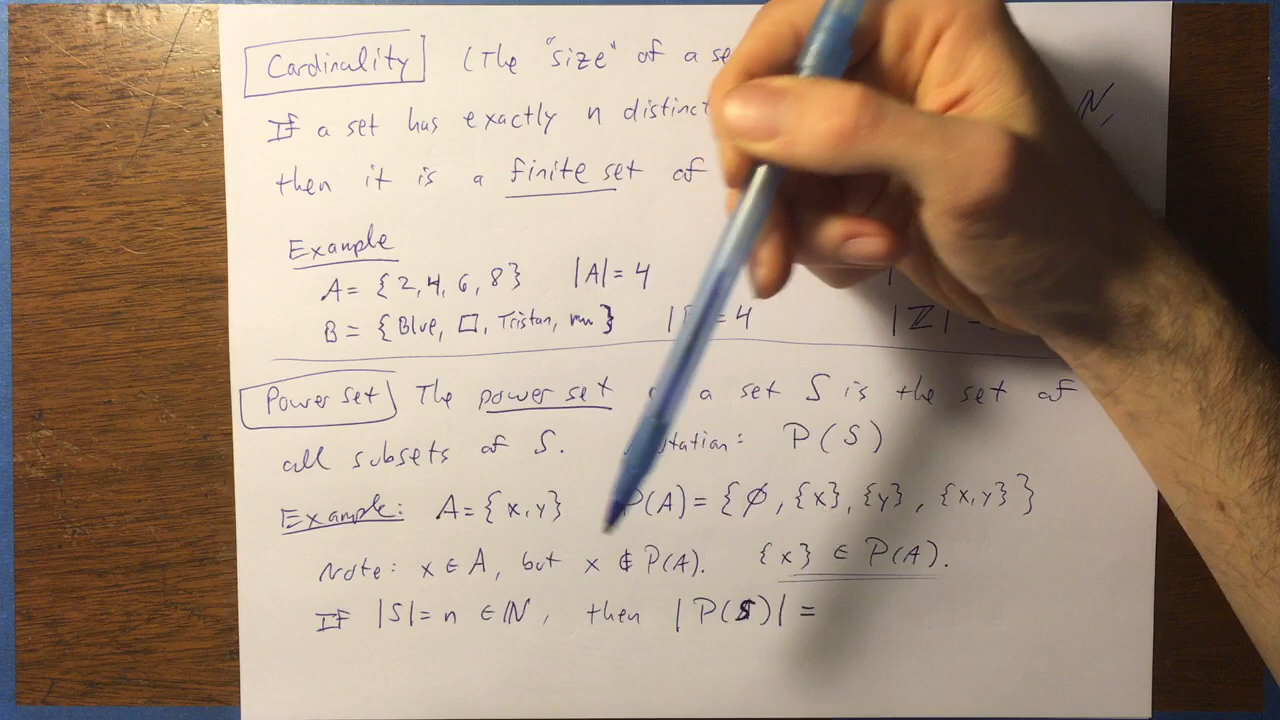 Cardinality (The "size" of a se
If a set has exactly n distinct N,
then it is a finite set of
Example
A = {2, 4, 6, 8} |A| = 4
B = {Blue, □, Tristan, } | = 4 |ℤ| =
Power set The power set a set S is the set of
all subsets of S. tation: P(S)
Example: A = {x, y} P(A) = {∅, {x}, {y}, {x, y}}
Note: x ∈ A, but x ∉ P(A). {x} ∈ P(A).
If |S| = n ∈ ℕ, then |P(S)| =